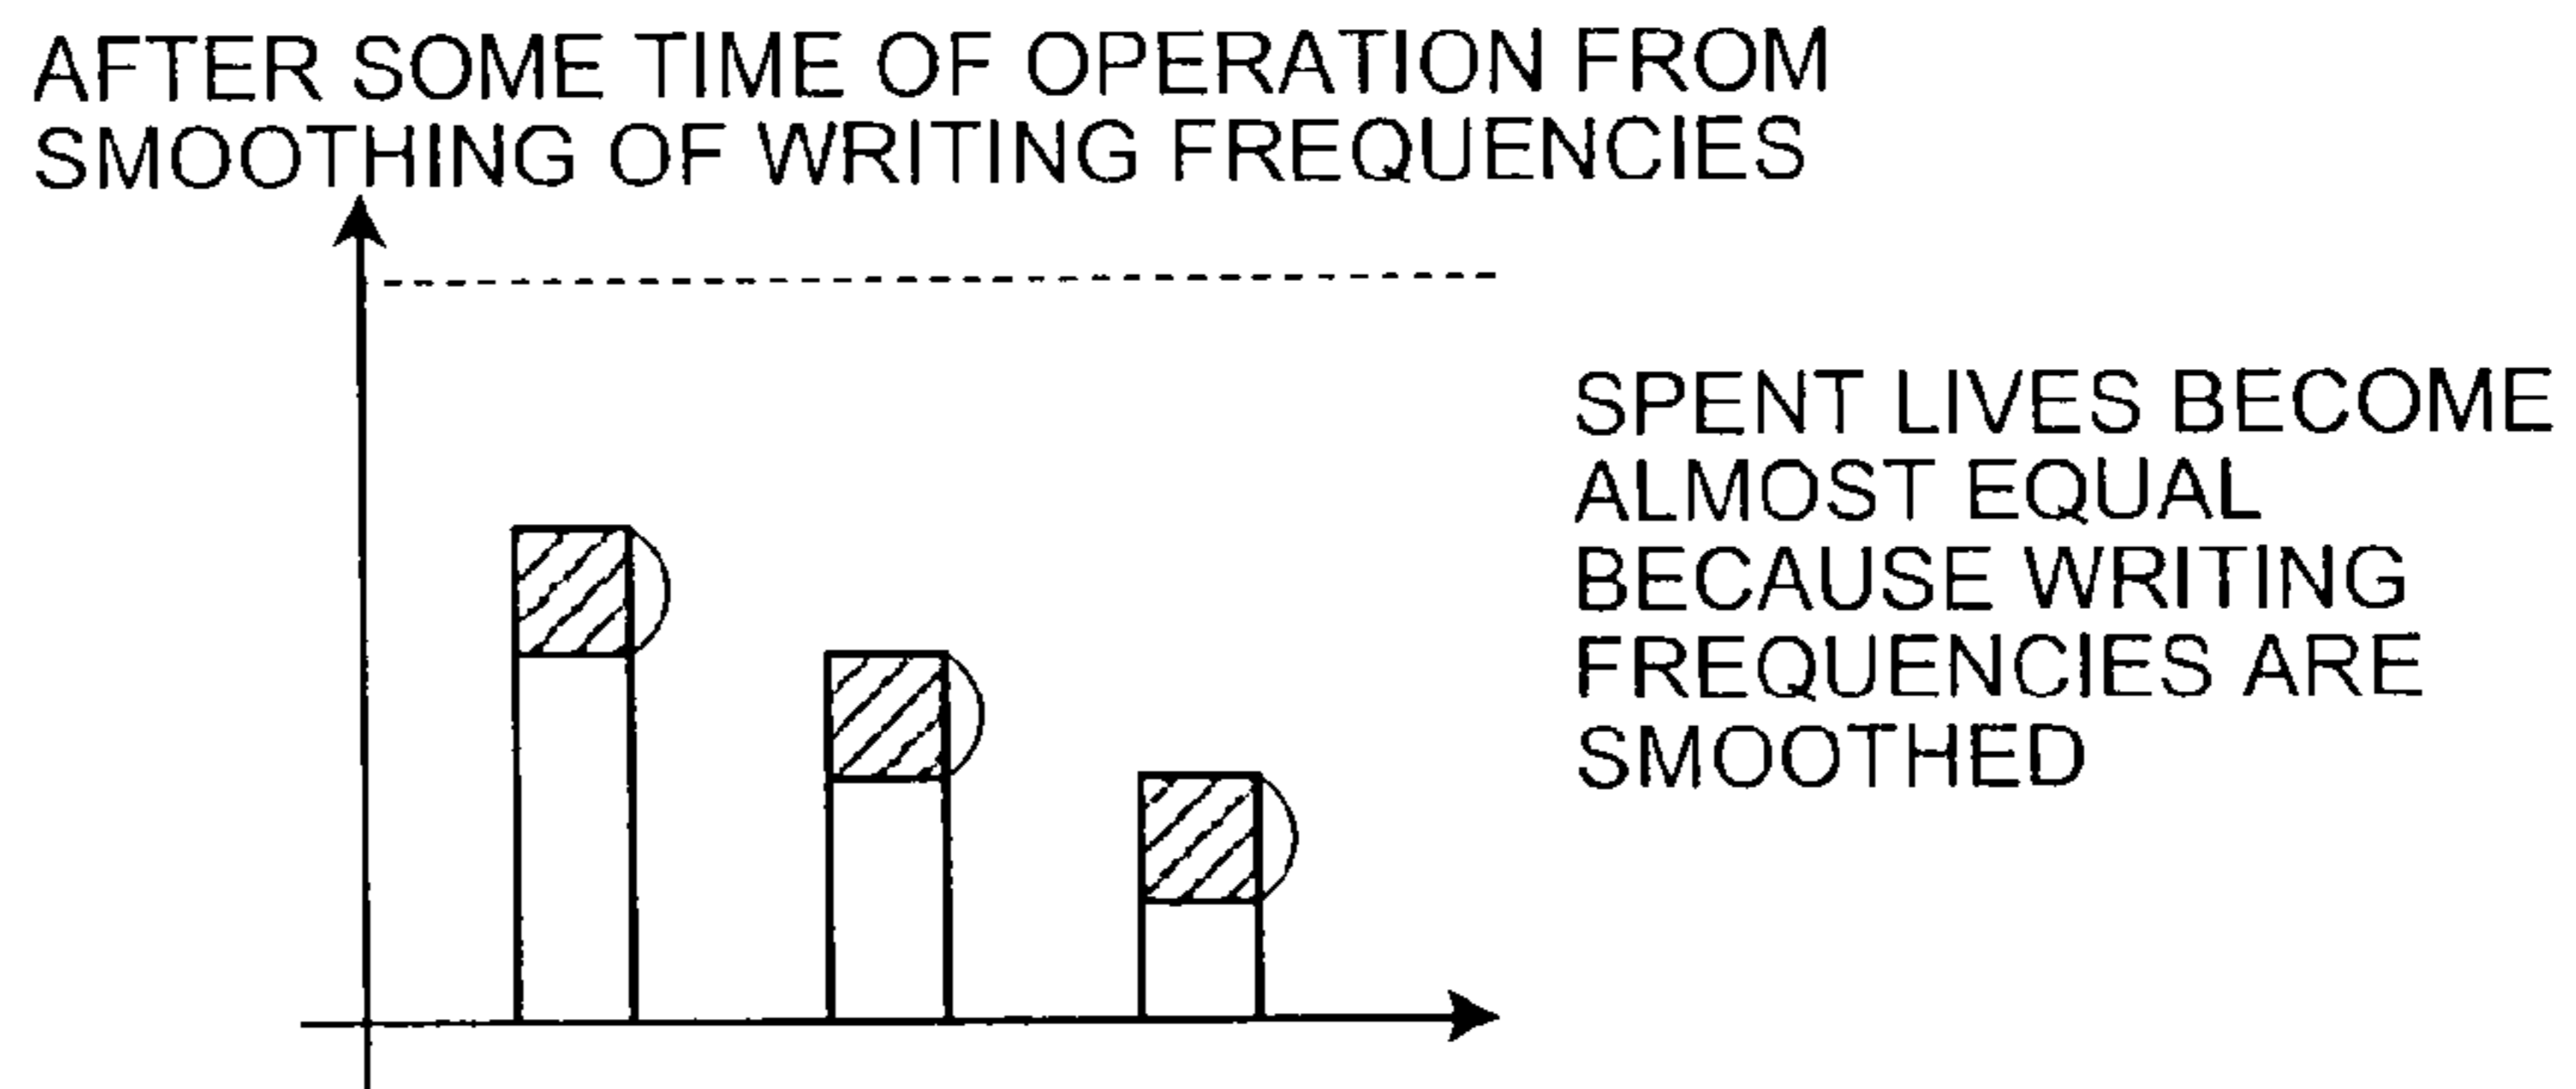 AFTER SOME TIME OF OPERATION FROM
SMOOTHING OF WRITING FREQUENCIES
SPENT LIVES BECOME
ALMOST EQUAL
BECAUSE WRITING
FREQUENCIES ARE
SMOOTHED